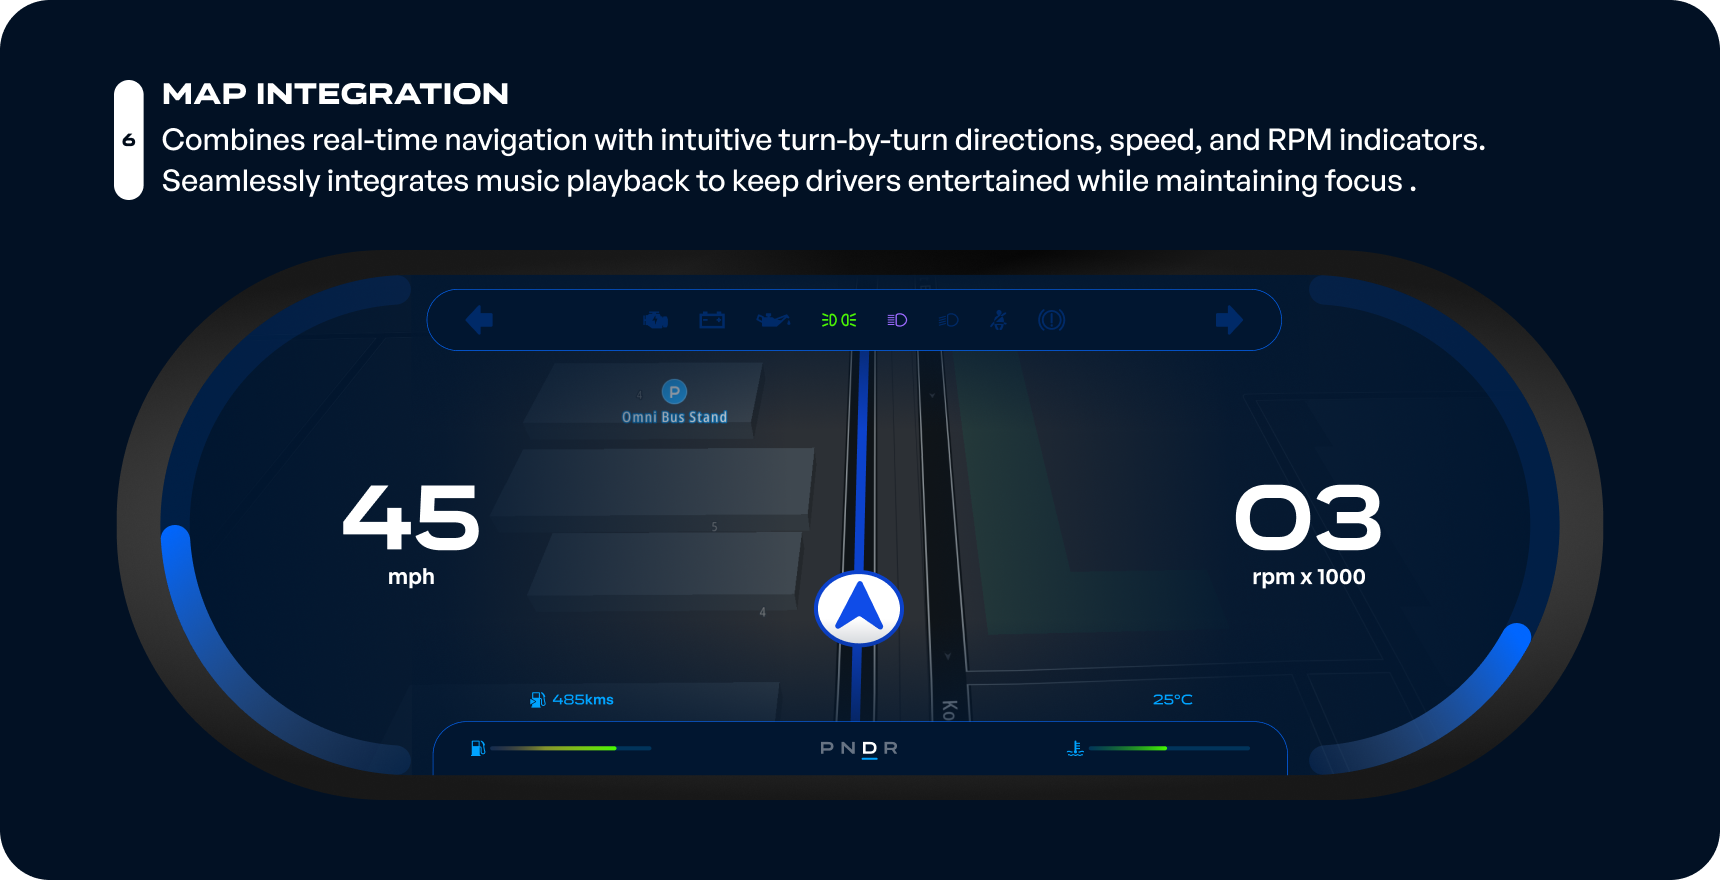 MAP INTEGRATION
6
Combines real-time navigation with intuitive turn-by-turn directions, speed, and RPM indicators.
Seamlessly integrates music playback to keep drivers entertained while maintaining focus .
4
P
Omni Bus Stand
45
mph
5
4
03
rpm x 1000
Ko
485kms
25°C
P N D R